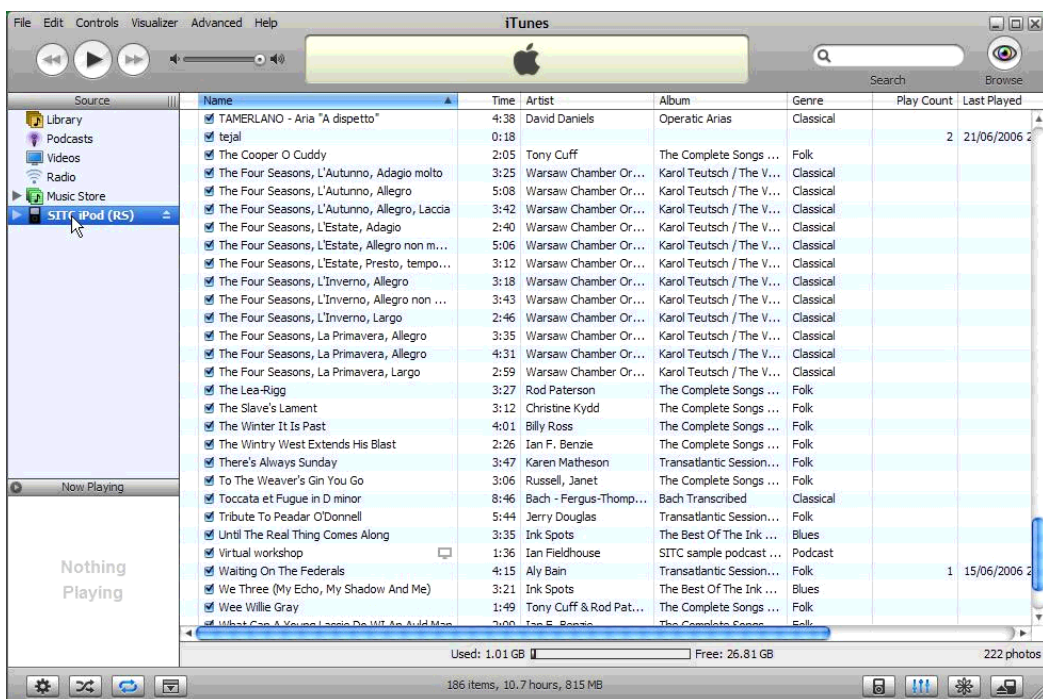 File Edit Controls Visualizer Advanced Help iTunes
Search Browse
Source Name Time Artist Album Genre Play Count Last Played
Library
Podcasts
Videos
Radio
Music Store
SITC iPod (RS)
TAMERLANO - Aria "A dispetto" 4:38 David Daniels Operatic Arias Classical
tejal 0:18 2 21/06/2006 2
The Cooper O Cuddy 2:05 Tony Cuff The Complete Songs ... Folk
The Four Seasons, L'Autunno, Adagio molto 3:25 Warsaw Chamber Or... Karol Teutsch / The V... Classical
The Four Seasons, L'Autunno, Allegro 5:08 Warsaw Chamber Or... Karol Teutsch / The V... Classical
The Four Seasons, L'Autunno, Allegro, Laccia 3:42 Warsaw Chamber Or... Karol Teutsch / The V... Classical
The Four Seasons, L'Estate, Adagio 2:40 Warsaw Chamber Or... Karol Teutsch / The V... Classical
The Four Seasons, L'Estate, Allegro non m... 5:06 Warsaw Chamber Or... Karol Teutsch / The V... Classical
The Four Seasons, L'Estate, Presto, tempo... 3:12 Warsaw Chamber Or... Karol Teutsch / The V... Classical
The Four Seasons, L'Inverno, Allegro 3:18 Warsaw Chamber Or... Karol Teutsch / The V... Classical
The Four Seasons, L'Inverno, Allegro non ... 3:43 Warsaw Chamber Or... Karol Teutsch / The V... Classical
The Four Seasons, L'Inverno, Largo 2:46 Warsaw Chamber Or... Karol Teutsch / The V... Classical
The Four Seasons, La Primavera, Allegro 3:35 Warsaw Chamber Or... Karol Teutsch / The V... Classical
The Four Seasons, La Primavera, Allegro 4:31 Warsaw Chamber Or... Karol Teutsch / The V... Classical
The Four Seasons, La Primavera, Largo 2:59 Warsaw Chamber Or... Karol Teutsch / The V... Classical
The Lea-Rigg 3:27 Rod Paterson The Complete Songs ... Folk
The Slave's Lament 3:12 Christine Kydd The Complete Songs ... Folk
The Winter It Is Past 4:01 Billy Ross The Complete Songs ... Folk
The Wintry West Extends His Blast 2:26 Ian F. Benzie The Complete Songs ... Folk
There's Always Sunday 3:47 Karen Matheson Transatlantic Session... Folk
To The Weaver's Gin You Go 3:06 Russell, Janet The Complete Songs ... Folk
Toccata et Fugue in D minor 8:46 Bach - Fergus-Thomp... Bach Transcribed Classical
Tribute To Peadar O'Donnell 5:44 Jerry Douglas Transatlantic Session... Folk
Until The Real Thing Comes Along 3:35 Ink Spots The Best Of The Ink ... Blues
Virtual workshop 1:36 Ian Fieldhouse SITC sample podcast ... Podcast
Waiting On The Federals 4:15 Aly Bain Transatlantic Session... Folk 1 15/06/2006 2
We Three (My Echo, My Shadow And Me) 3:21 Ink Spots The Best Of The Ink ... Blues
Wee Willie Gray 1:49 Tony Cuff & Rod Pat... The Complete Songs ... Folk
What Can A Young Lassie Do WI An Auld Man 2:00 Ian F. Benzie The Complete Songs Folk
Now Playing
Nothing
Playing
Used: 1.01 GB Free: 26.81 GB 222 photos
186 items, 10.7 hours, 815 MB